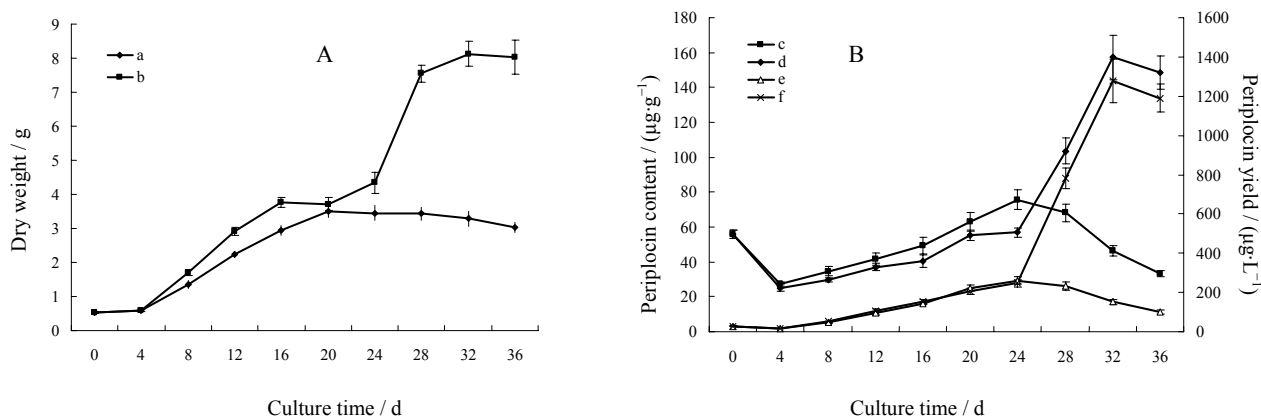 A
a
b
Dry weight / g
9
8
7
6
5
4
3
2
1
0
0 4 8 12 16 20 24 28 32 36
Culture time / d
B
c
d
e
f
Periplocin content / (μg·g⁻¹)
180
160
140
120
100
80
60
40
20
0
0 4 8 12 16 20 24 28 32 36
Culture time / d
1600
1400
1200
1000
800
600
400
200
0
Periplocin yield / (μg·L⁻¹)